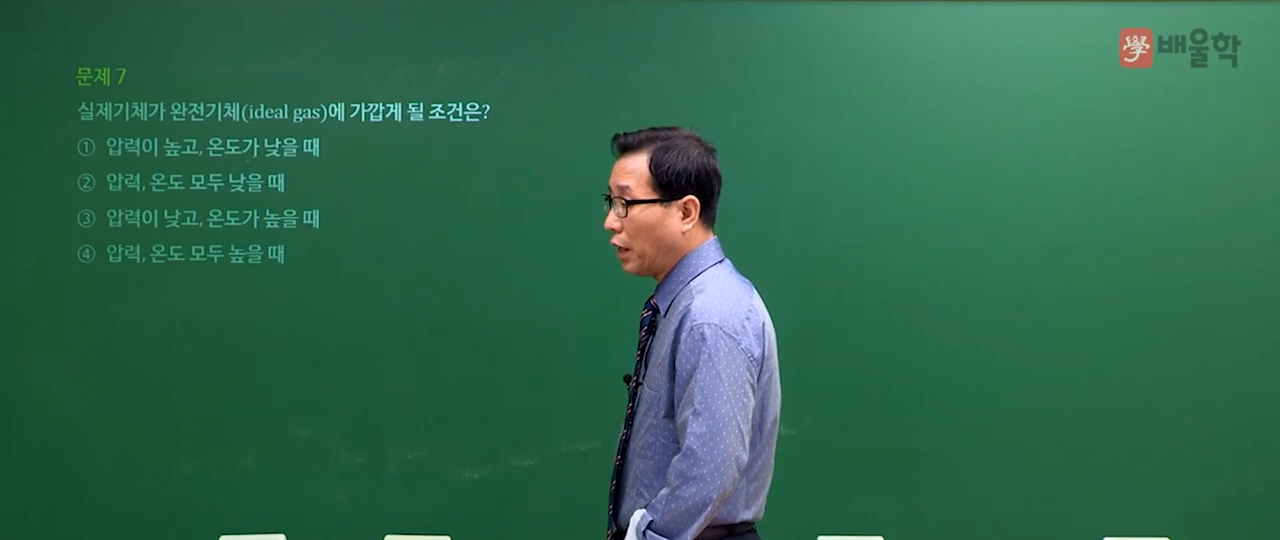 學 배울학
문제 7
실제기체가 완전기체(ideal gas)에 가깝게 될 조건은?
① 압력이 높고, 온도가 낮을 때
② 압력, 온도 모두 낮을 때
③ 압력이 낮고, 온도가 높을 때
④ 압력, 온도 모두 높을 때